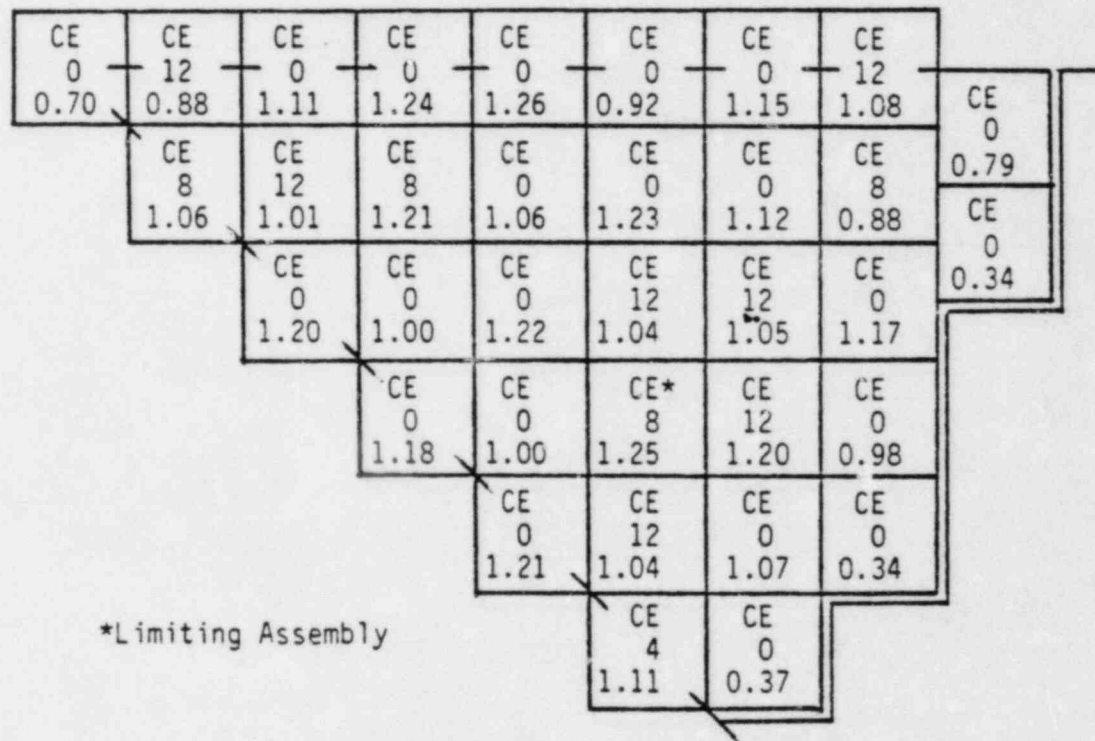 CE CE CE CE CE CE CE CE
0 12 0 0 0 0 0 12
0.70 0.88 1.11 1.24 1.26 0.92 1.15 1.08
CE
0
0.79
CE CE CE CE CE CE CE
8 12 8 0 0 0 8
1.06 1.01 1.21 1.06 1.23 1.12 0.88
CE
0
0.34
CE CE CE CE CE CE
0 0 0 12 12 0
1.20 1.00 1.22 1.04 1.05 1.17
CE CE CE* CE CE
0 0 8 12 0
1.18 1.00 1.25 1.20 0.98
CE CE CE CE
0 12 0 0
1.21 1.04 1.07 0.34
CE CE
4 0
1.11 0.37
*Limiting Assembly